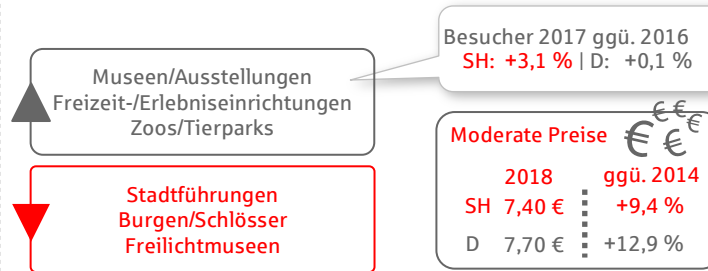 Besucher 2017 ggü. 2016
SH: +3,1 % | D: +0,1 %
Museen/Ausstellungen
Freizeit-/Erlebniseinrichtungen
Zoos/Tierparks
Stadtführungen
Burgen/Schlösser
Freilichtmuseen
Moderate Preise € € € € €
2018 ggü. 2014
SH 7,40 € +9,4 %
D 7,70 € +12,9 %